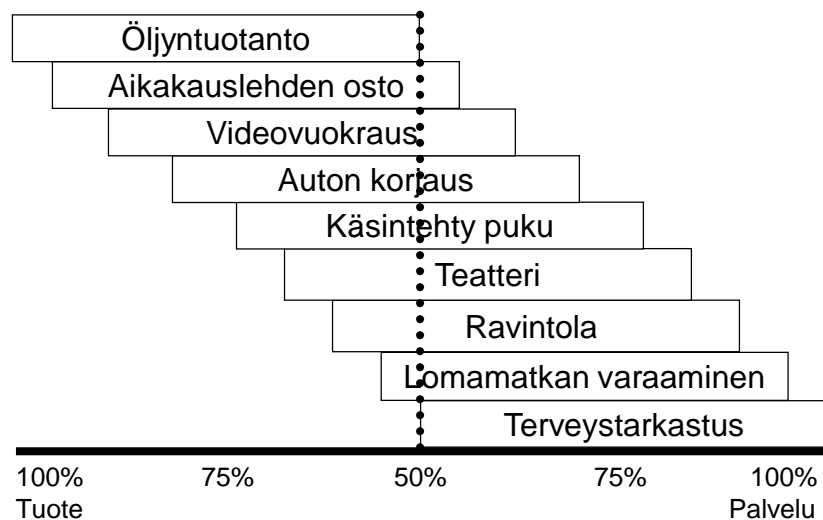 Öljyntuotanto
Aikakauslehden osto
Videovuokraus
Auton korjaus
Käsintehty puku
Teatteri
Ravintola
Lomamatkan varaaminen
Terveystarkastus
100% 75% 50% 75% 100%
Tuote Palvelu